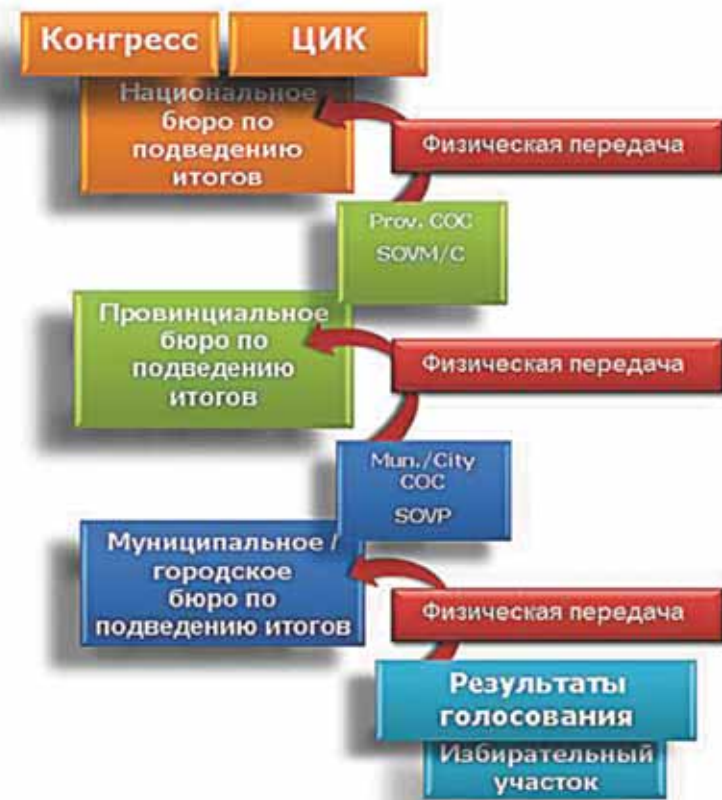 Конгресс
ЦИК
Национальное
бюро по
подведению
итогов
Физическая передача
Prov. COC
SOVM/C
Провинциальное
бюро по
подведению
итогов
Физическая передача
Mun./City
COC
SOVP
Муниципальное /
городское
бюро по
подведению итогов
Физическая передача
Результаты
голосования
Избирательный
участок